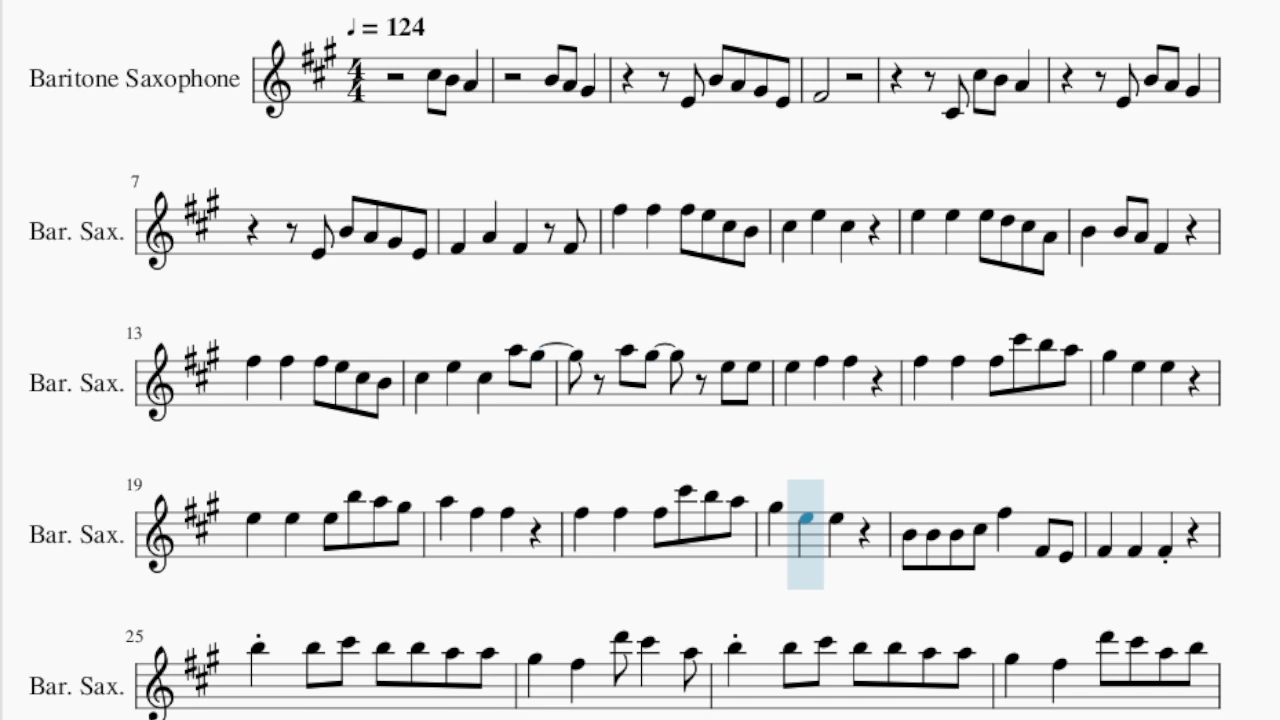 ♩ = 124
Baritone Saxophone
4
4
7
Bar. Sax.
13
Bar. Sax.
19
Bar. Sax.
25
Bar. Sax.